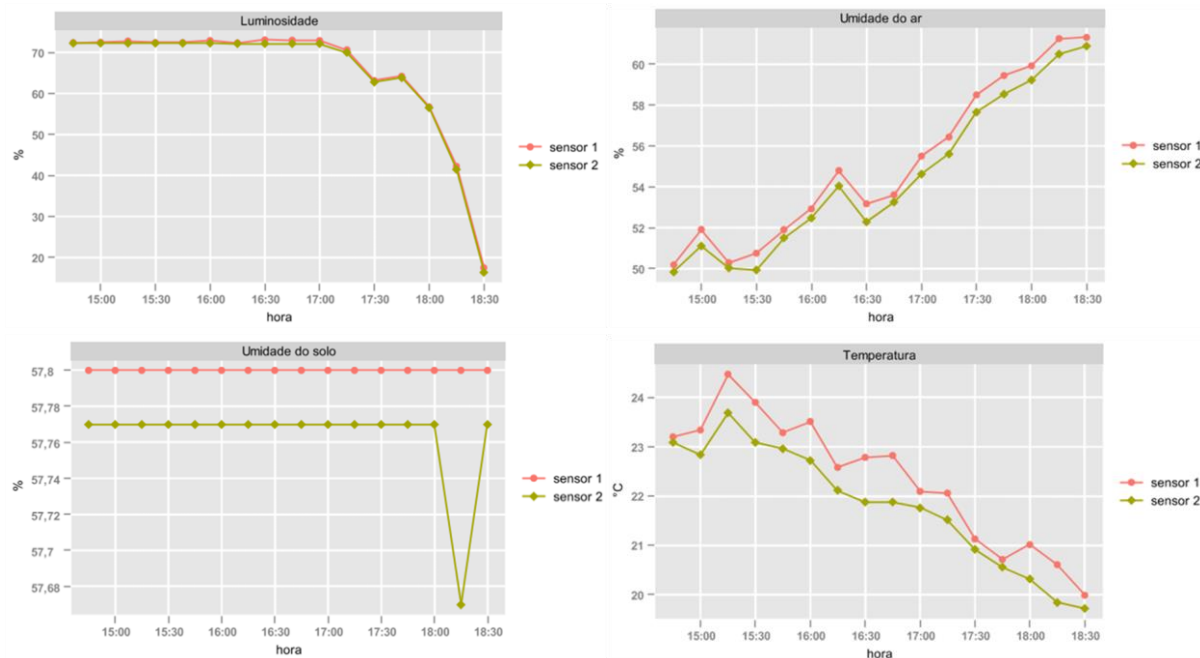 Luminosidade
70
60
50
40
30
20
%
15:00 15:30 16:00 16:30 17:00 17:30 18:00 18:30
hora
sensor 1
sensor 2
Umidade do ar
60
58
56
54
52
50
%
15:00 15:30 16:00 16:30 17:00 17:30 18:00 18:30
hora
sensor 1
sensor 2
Umidade do solo
57,8
57,78
57,76
57,74
57,72
57,7
57,68
%
15:00 15:30 16:00 16:30 17:00 17:30 18:00 18:30
hora
sensor 1
sensor 2
Temperatura
24
23
22
21
20
°C
15:00 15:30 16:00 16:30 17:00 17:30 18:00 18:30
hora
sensor 1
sensor 2